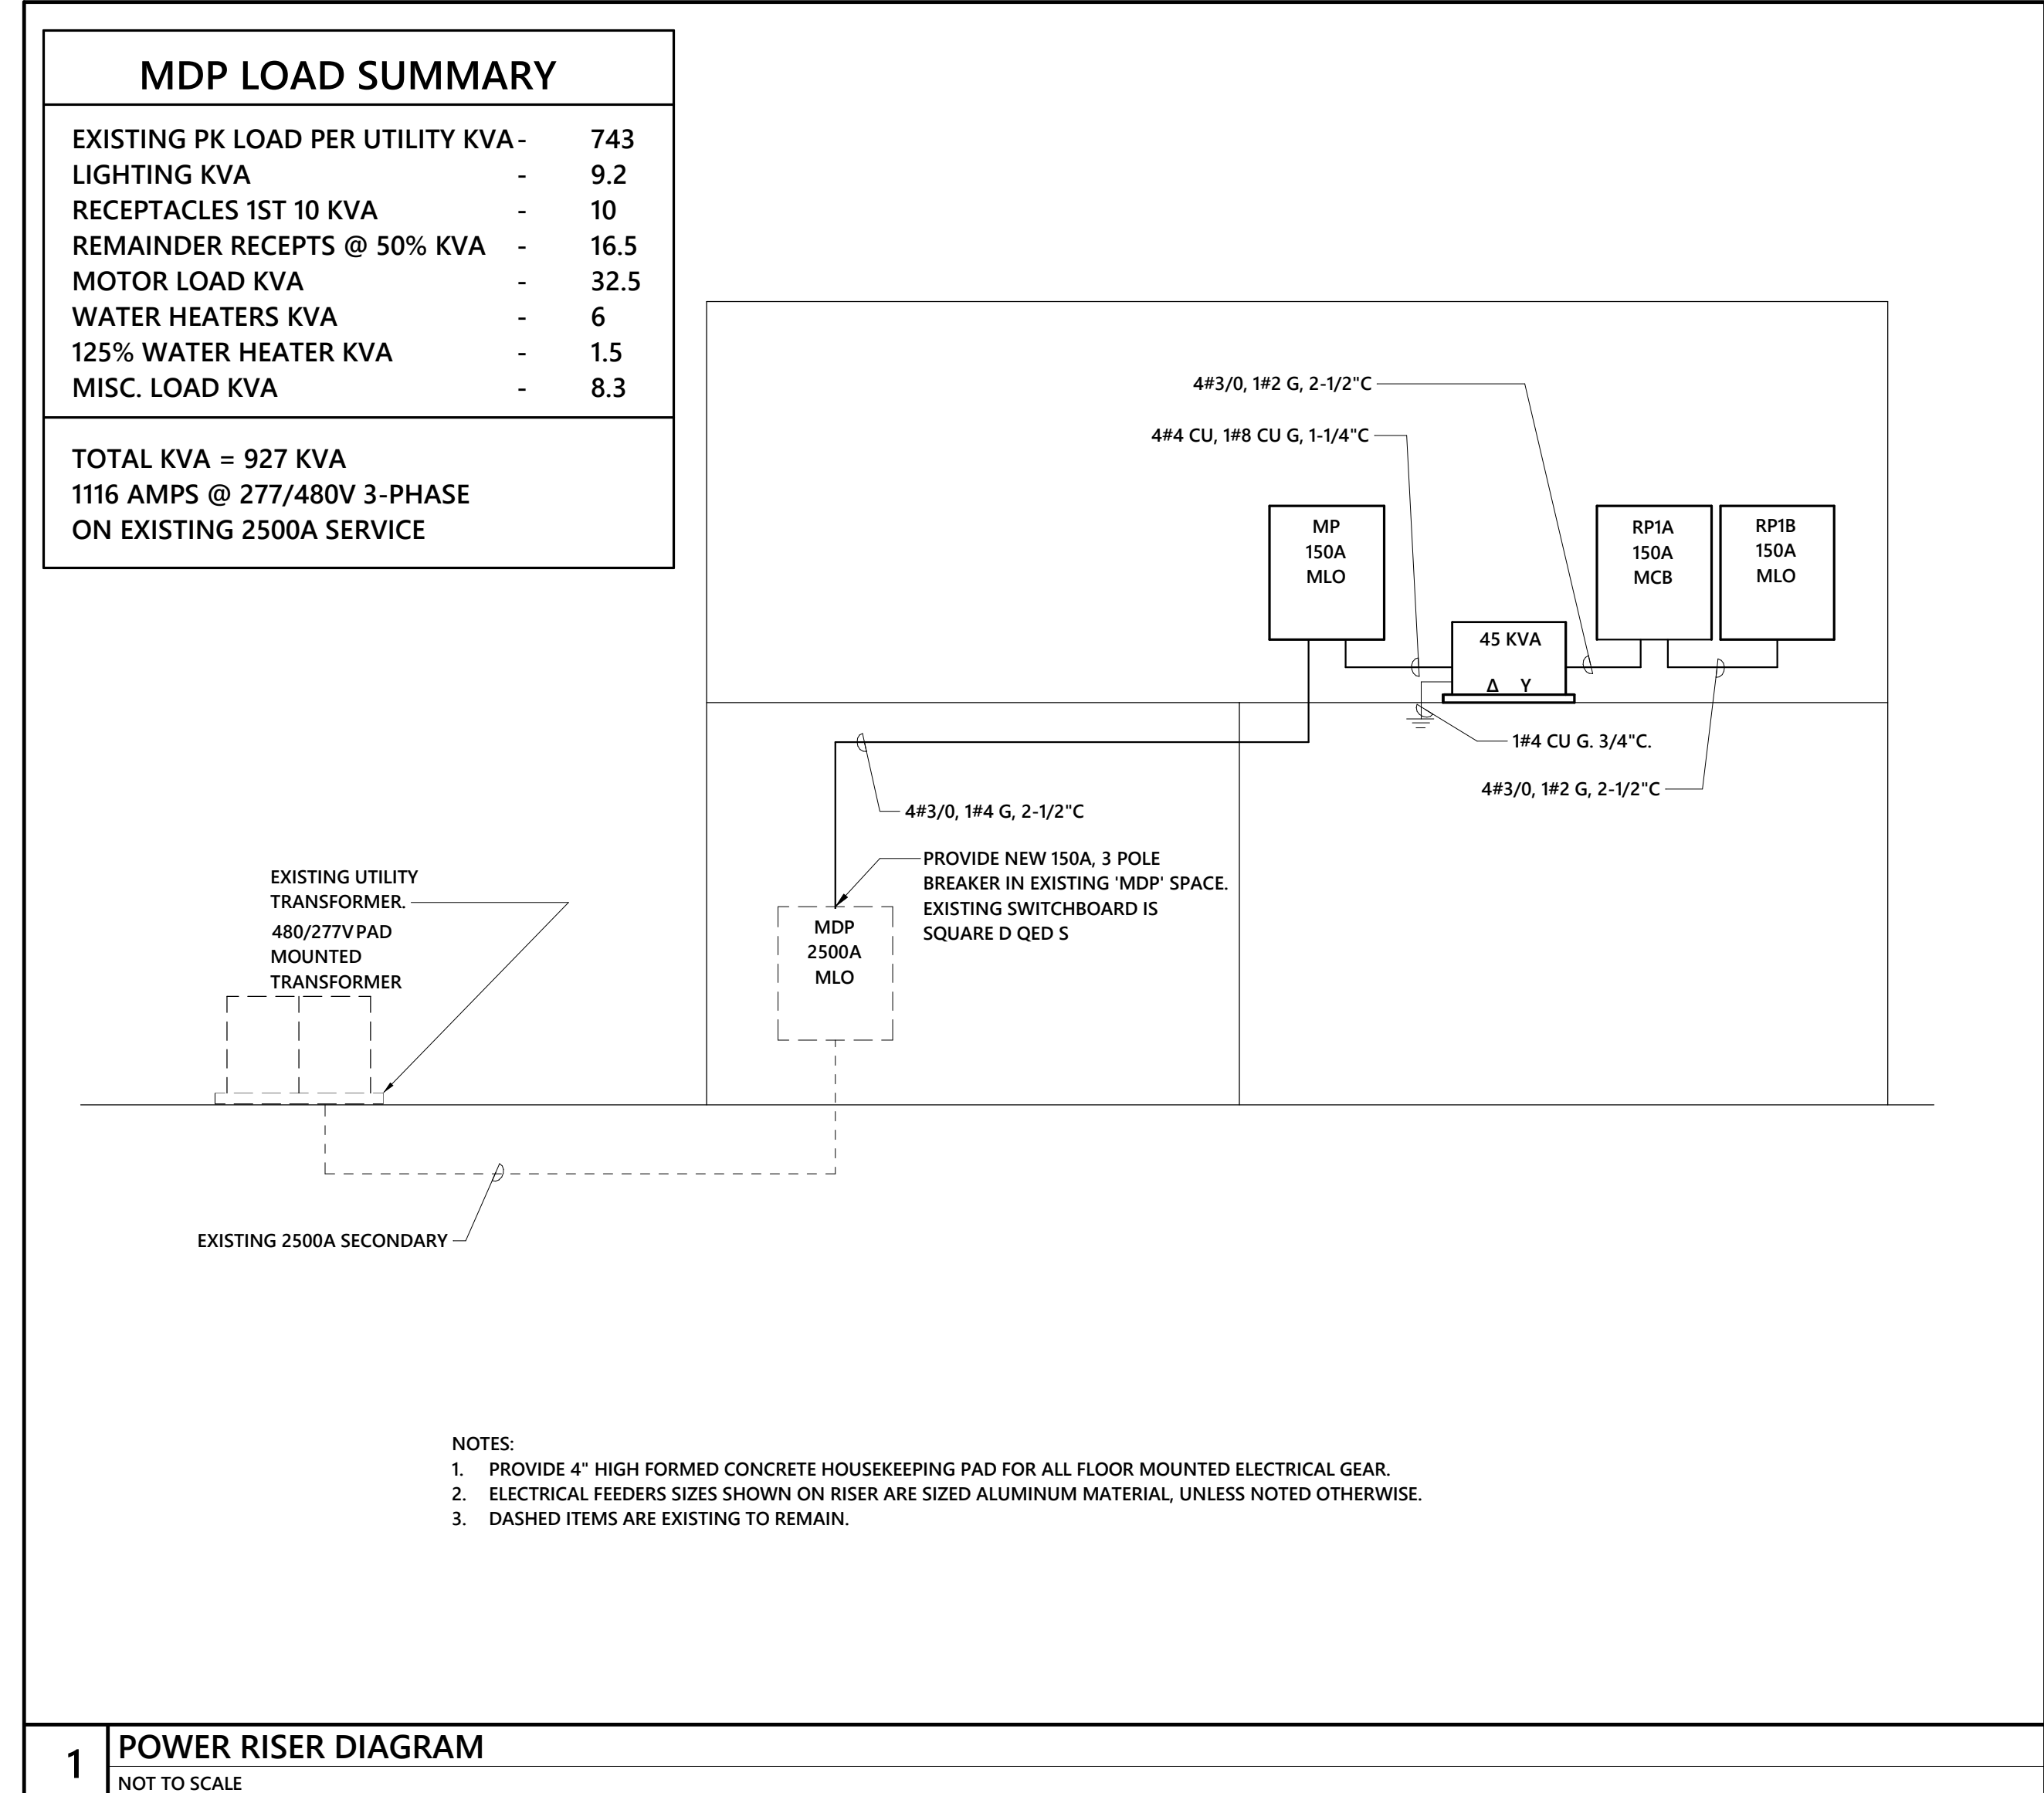 MDP LOAD SUMMARY
EXISTING PK LOAD PER UTILITY KVA - 743
LIGHTING KVA - 9.2
RECEPTACLES 1ST 10 KVA - 10
REMAINDER RECEPTS @ 50% KVA - 16.5
MOTOR LOAD KVA - 32.5
WATER HEATERS KVA - 6
125% WATER HEATER KVA - 1.5
MISC. LOAD KVA - 8.3
TOTAL KVA = 927 KVA
1116 AMPS @ 277/480V 3-PHASE
ON EXISTING 2500A SERVICE
4#3/0, 1#2 G, 2-1/2"C
4#4 CU, 1#8 CU G, 1-1/4"C
MP
150A
MLO
RP1A
150A
MCB
RP1B
150A
MLO
45 KVA
Δ Y
1#4 CU G. 3/4"C.
4#3/0, 1#2 G, 2-1/2"C
4#3/0, 1#4 G, 2-1/2"C
PROVIDE NEW 150A, 3 POLE
BREAKER IN EXISTING 'MDP' SPACE.
EXISTING SWITCHBOARD IS
SQUARE D QED S
MDP
2500A
MLO
EXISTING UTILITY
TRANSFORMER.
480/277V PAD
MOUNTED
TRANSFORMER
EXISTING 2500A SECONDARY
NOTES:
1. PROVIDE 4" HIGH FORMED CONCRETE HOUSEKEEPING PAD FOR ALL FLOOR MOUNTED ELECTRICAL GEAR.
2. ELECTRICAL FEEDERS SIZES SHOWN ON RISER ARE SIZED ALUMINUM MATERIAL, UNLESS NOTED OTHERWISE.
3. DASHED ITEMS ARE EXISTING TO REMAIN.
1
POWER RISER DIAGRAM
NOT TO SCALE